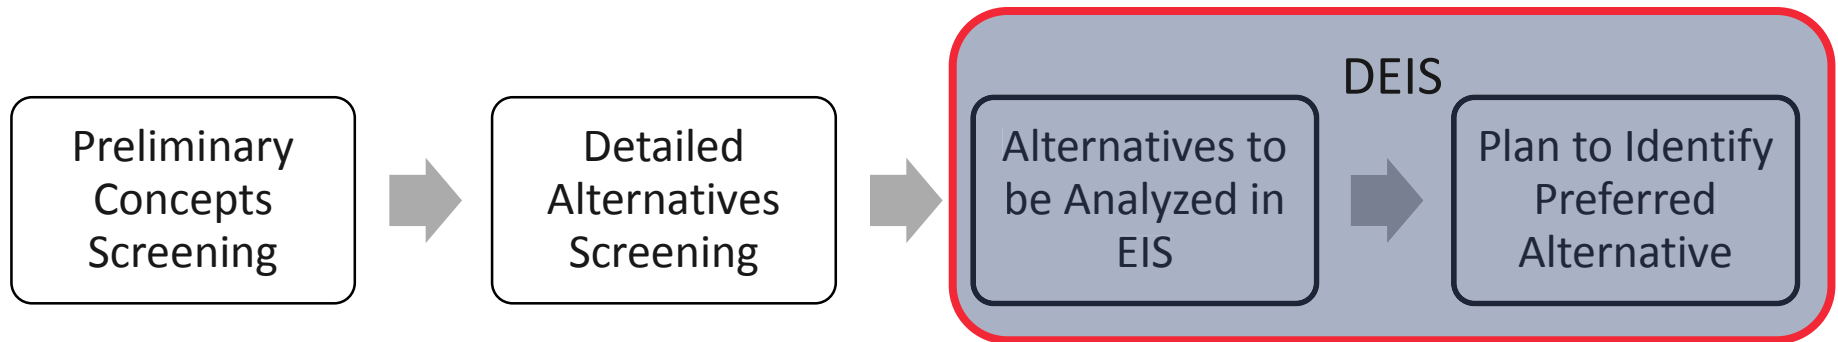 DEIS
Preliminary
Concepts
Screening
Detailed
Alternatives
Screening
Alternatives to
be Analyzed in
EIS
Plan to Identify
Preferred
Alternative